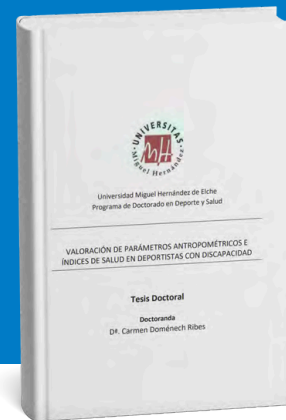 UNIVERSITAS
Miguel Hernández
Universidad Miguel Hernández de Elche
Programa de Doctorado en Deporte y Salud
VALORACIÓN DE PARÁMETROS ANTROPOMÉTRICOS E
ÍNDICES DE SALUD EN DEPORTISTAS CON DISCAPACIDAD
Tesis Doctoral
Doctoranda
Dª. Carmen Doménech Ribes